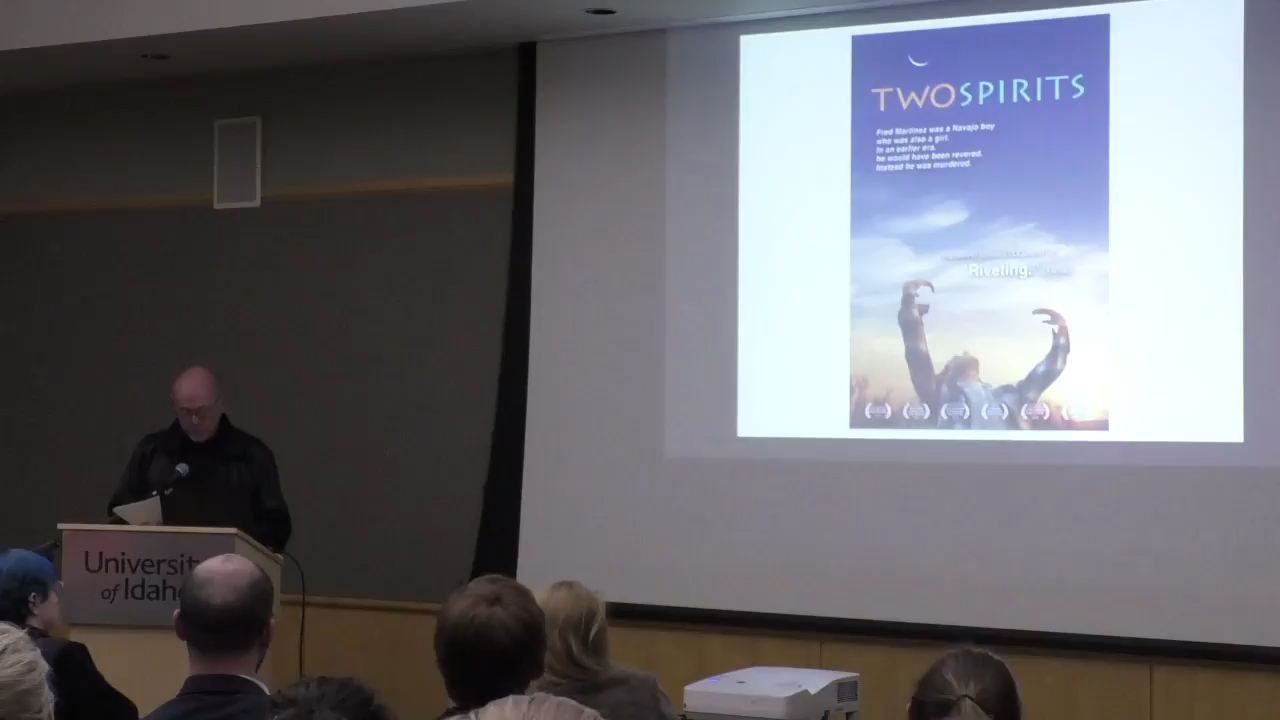 TWOSPIRITS
Fred Martinez was a Navajo boy
who was also a girl.
In an earlier era,
he would have been revered.
Instead he was murdered.
"Riveting."
Universit
of Idaho